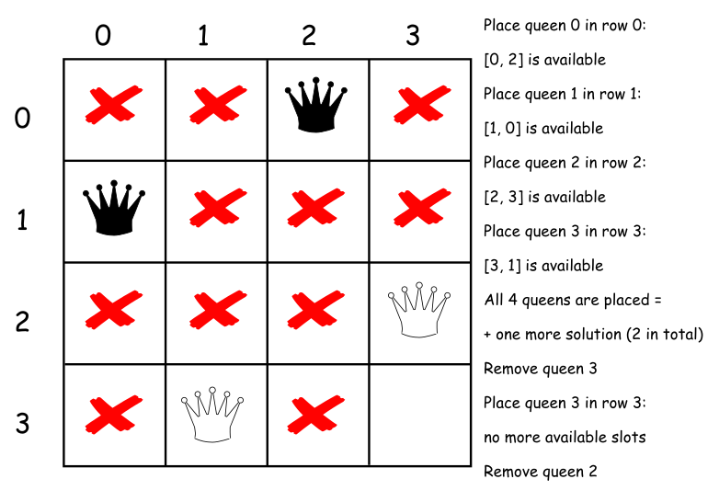 0 1 2 3
0
1
2
3
Place queen 0 in row 0:
[0, 2] is available
Place queen 1 in row 1:
[1, 0] is available
Place queen 2 in row 2:
[2, 3] is available
Place queen 3 in row 3:
[3, 1] is available
All 4 queens are placed =
+ one more solution (2 in total)
Remove queen 3
Place queen 3 in row 3:
no more available slots
Remove queen 2